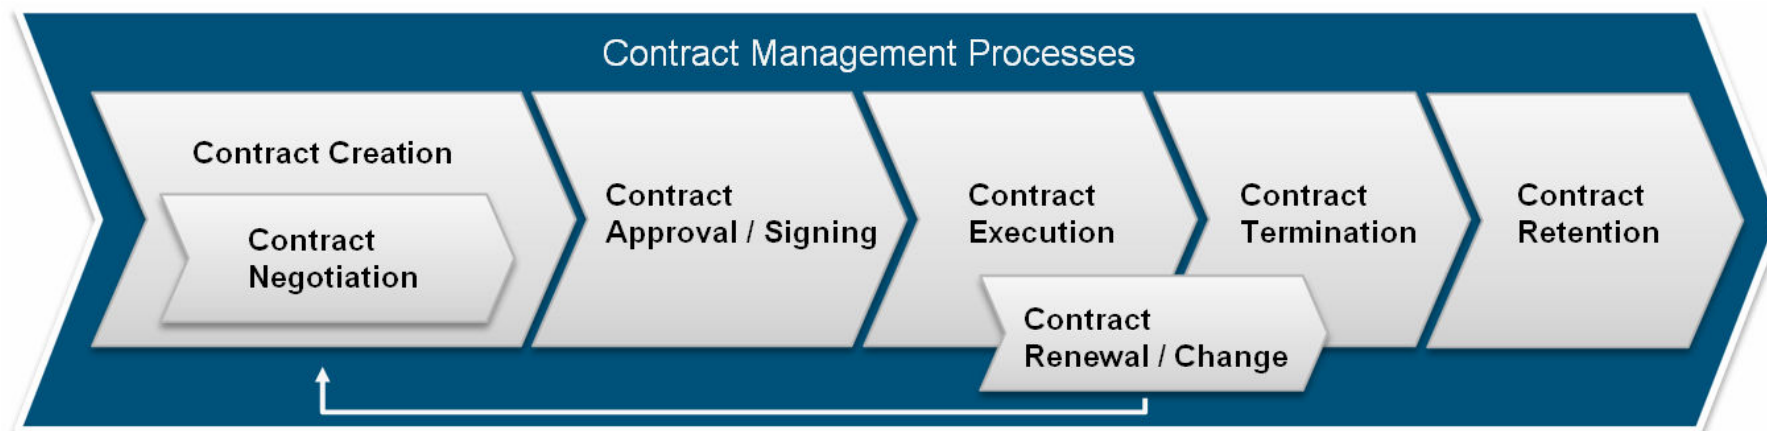 Contract Management Processes
Contract Creation
Contract
Negotiation
Contract
Approval / Signing
Contract
Execution
Contract
Renewal / Change
Contract
Termination
Contract
Retention